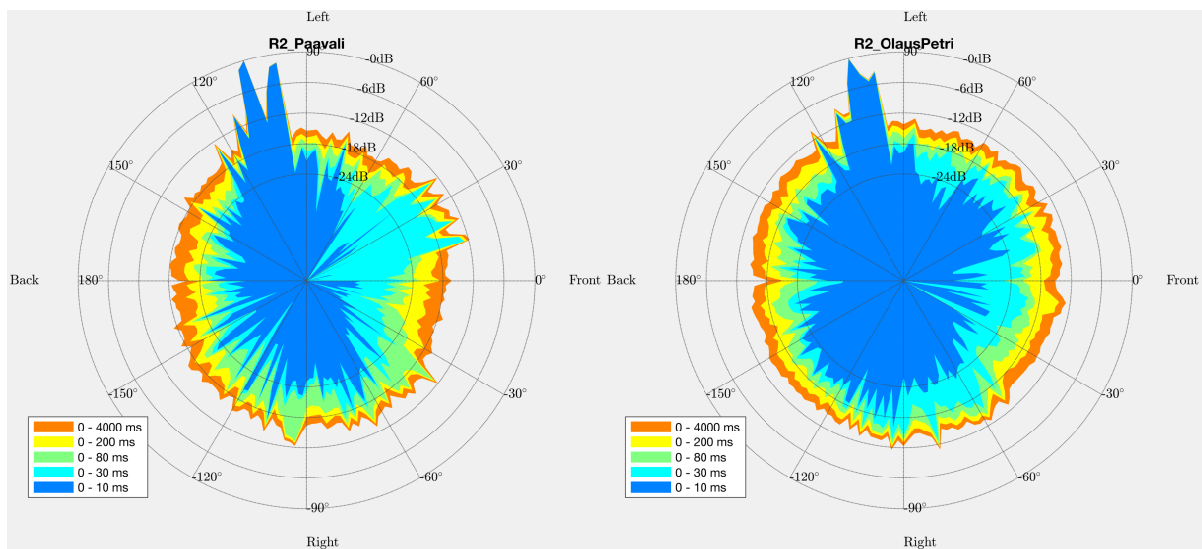 Left
R2_Paavali
90°
-0dB
120°
60°
-6dB
-12dB
-18dB
150°
30°
-24dB
Back
180°
0°
Front
-150°
-30°
-120°
-60°
-90°
Right
0 - 4000 ms
0 - 200 ms
0 - 80 ms
0 - 30 ms
0 - 10 ms
Left
R2_OlausPetri
90°
-0dB
120°
60°
-6dB
-12dB
-18dB
150°
30°
-24dB
Back
180°
0°
Front
-150°
-30°
-120°
-60°
-90°
Right
0 - 4000 ms
0 - 200 ms
0 - 80 ms
0 - 30 ms
0 - 10 ms